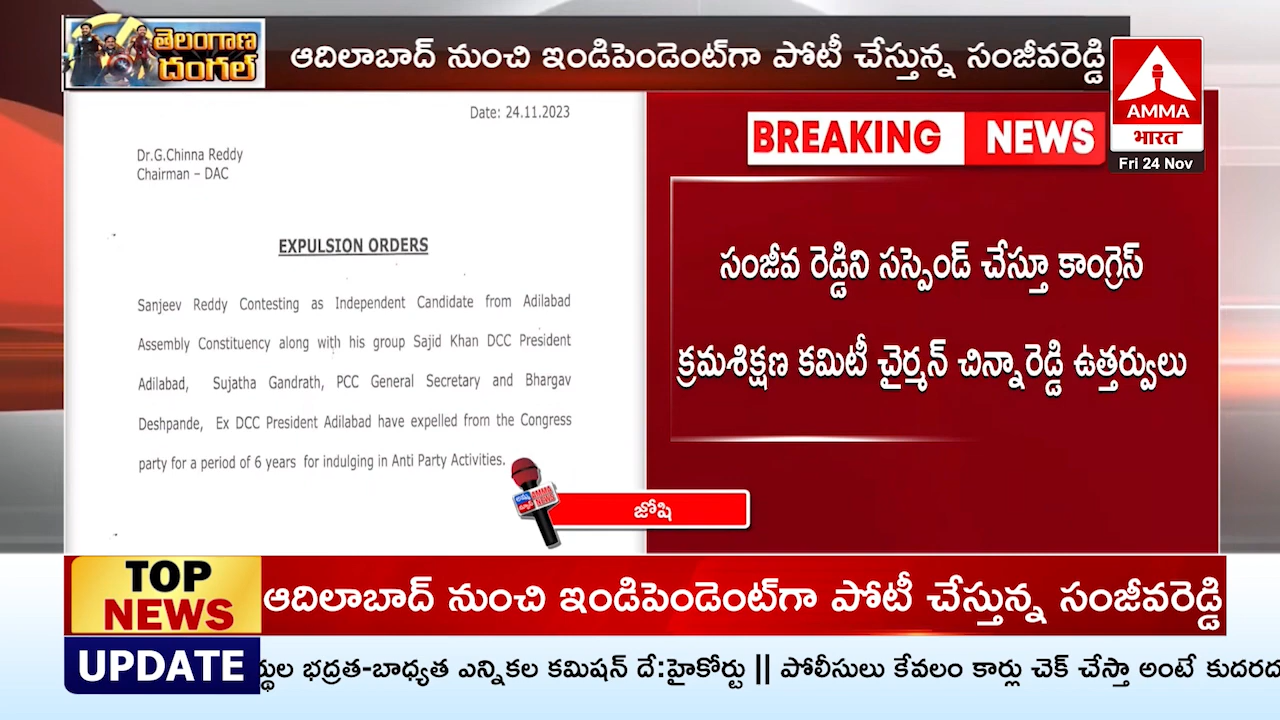 తెలంగాణ
దంగల్
ఆదిలాబాద్ నుంచి ఇండిపెండెంట్‌గా పోటీ చేస్తున్న సంజీవరెడ్డి
AMMA
भारत
Fri 24 Nov
Date: 24.11.2023
Dr.G.Chinna Reddy
Chairman – DAC
EXPULSION ORDERS
Sanjeev Reddy Contesting as Independent Candidate from Adilabad
Assembly Constituency along with his group Sajid Khan DCC President
Adilabad, Sujatha Gandrath, PCC General Secretary and Bhargav
Deshpande, Ex DCC President Adilabad have expelled from the Congress
party for a period of 6 years for indulging in Anti Party Activities.
BREAKING NEWS
సంజీవ రెడ్డిని సస్పెండ్ చేస్తూ కాంగ్రెస్
క్రమశిక్షణ కమిటీ చైర్మన్ చిన్నారెడ్డి ఉత్తర్వులు
AMMA
NEWS
జోషి
TOP
NEWS
ఆదిలాబాద్ నుంచి ఇండిపెండెంట్‌గా పోటీ చేస్తున్న సంజీవరెడ్డి
UPDATE
భద్రత-బాధ్యత ఎన్నికల కమిషన్ దే:హైకోర్టు || పోలీసులు కేవలం కార్లు చెక్ చేస్తా అంటే